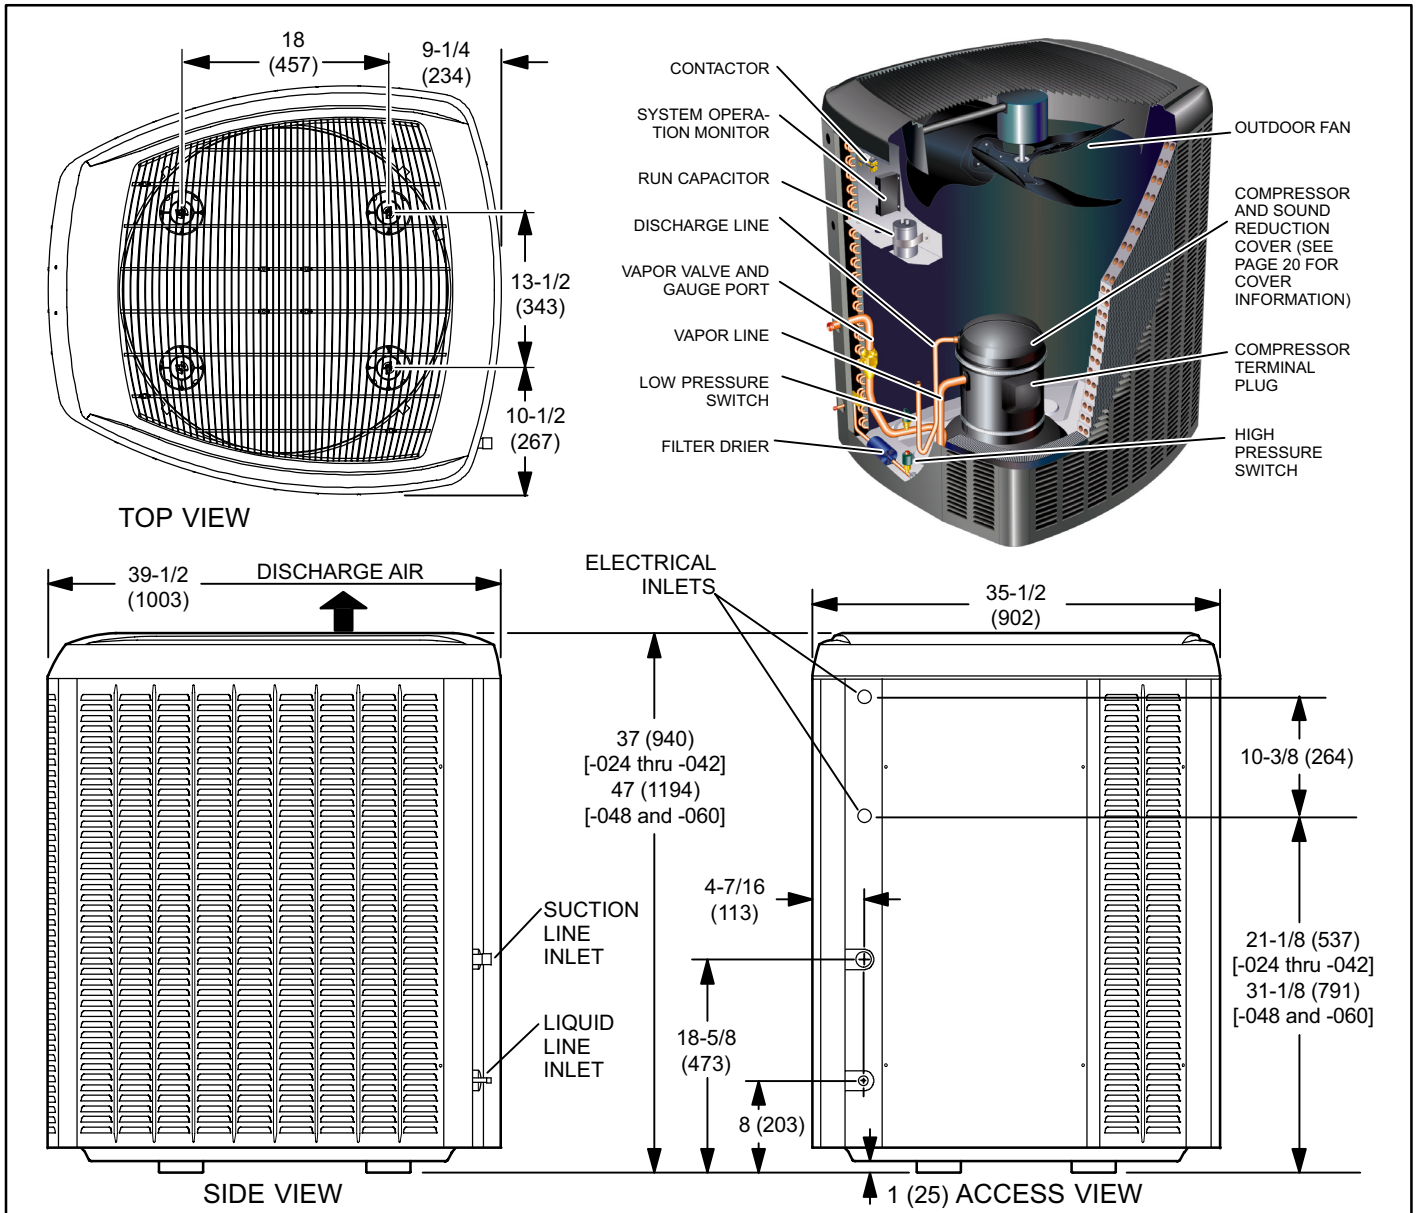 18
(457)
9-1/4
(234)
13-1/2
(343)
10-1/2
(267)
TOP VIEW
CONTACTOR
SYSTEM OPERA-
TION MONITOR
RUN CAPACITOR
DISCHARGE LINE
VAPOR VALVE AND
GAUGE PORT
VAPOR LINE
LOW PRESSURE
SWITCH
FILTER DRIER
OUTDOOR FAN
COMPRESSOR
AND SOUND
REDUCTION
COVER (SEE
PAGE 20 FOR
COVER
INFORMATION)
COMPRESSOR
TERMINAL
PLUG
HIGH
PRESSURE
SWITCH
39-1/2
(1003)
DISCHARGE AIR
37 (940)
[-024 thru -042]
47 (1194)
[-048 and -060]
SUCTION
LINE
INLET
LIQUID
LINE
INLET
SIDE VIEW
ELECTRICAL
INLETS
35-1/2
(902)
10-3/8 (264)
4-7/16
(113)
21-1/8 (537)
[-024 thru -042]
31-1/8 (791)
[-048 and -060]
18-5/8
(473)
8 (203)
1 (25)
ACCESS VIEW